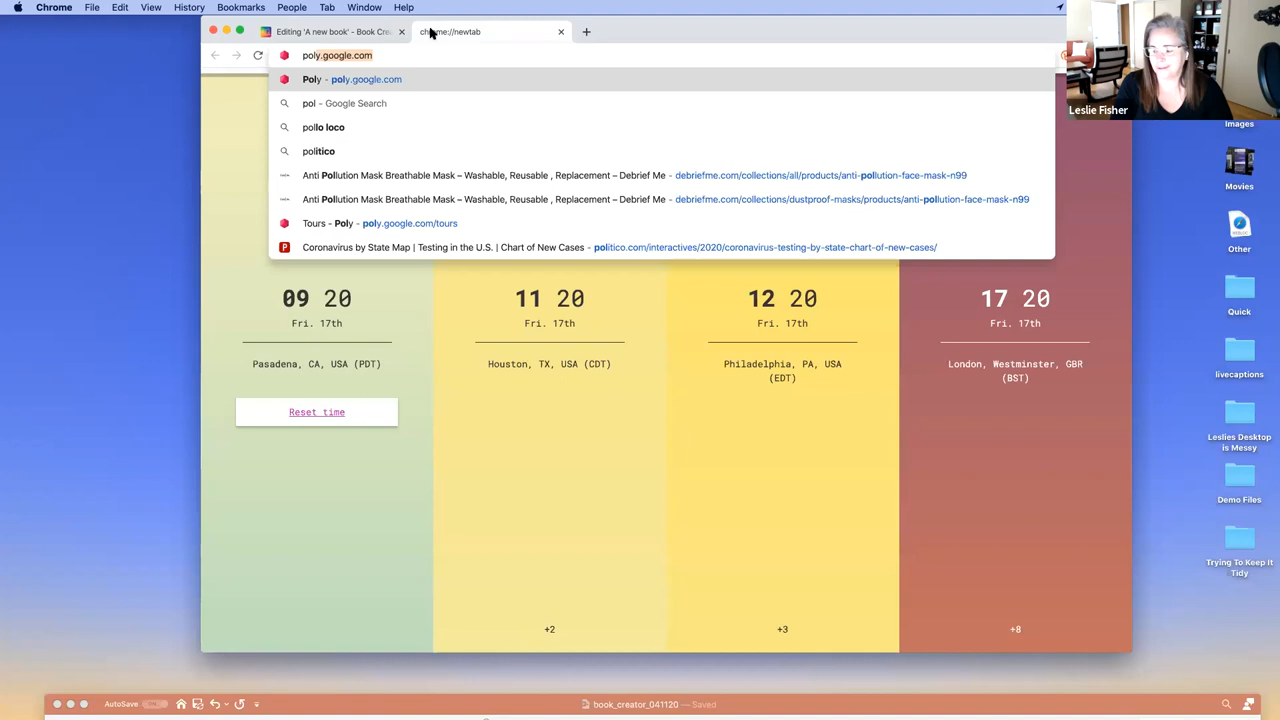 Chrome File Edit View History Bookmarks People Tab Window Help
Editing 'A new book' - Book Cre
chrome://newtab
poly.google.com
Poly - poly.google.com
pol - Google Search
pollo loco
politico
Anti Pollution Mask Breathable Mask – Washable, Reusable , Replacement – Debrief Me - debriefme.com/collections/all/products/anti-pollution-face-mask-n99
Anti Pollution Mask Breathable Mask – Washable, Reusable , Replacement – Debrief Me - debriefme.com/collections/dustproof-masks/products/anti-pollution-face-mask-n99
Tours - Poly - poly.google.com/tours
Coronavirus by State Map | Testing in the U.S. | Chart of New Cases - politico.com/interactives/2020/coronavirus-testing-by-state-chart-of-new-cases/
09 20
Fri. 17th
Pasadena, CA, USA (PDT)
Reset time
11 20
Fri. 17th
Houston, TX, USA (CDT)
+2
12 20
Fri. 17th
Philadelphia, PA, USA
(EDT)
+3
17 20
Fri. 17th
London, Westminster, GBR
(BST)
+8
Leslie Fisher
Images
Movies
Other
Quick
livecaptions
Leslies Desktop
is Messy
Demo Files
Trying To Keep It
Tidy
AutoSave
book_creator_041120 — Saved